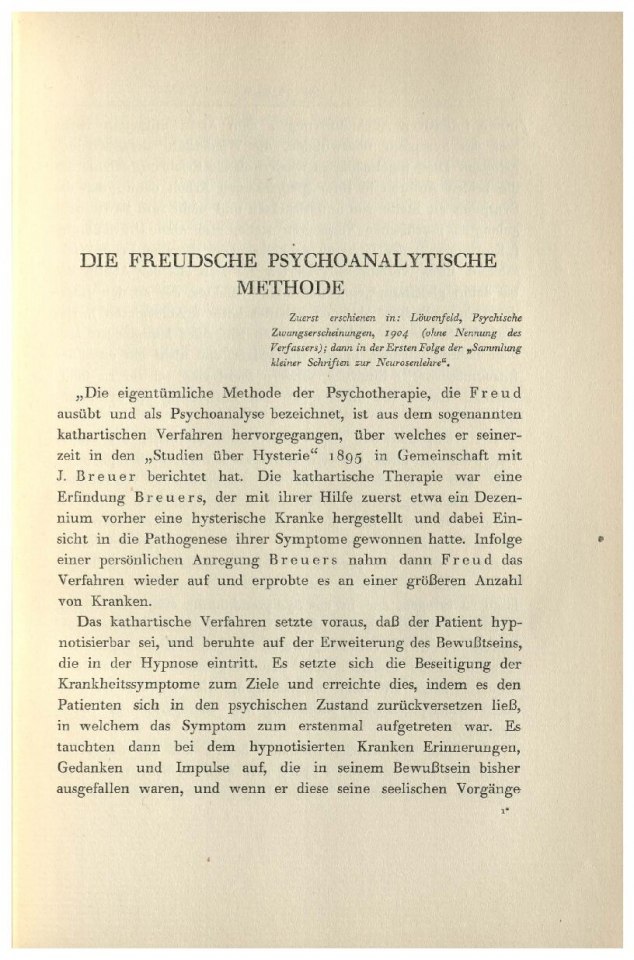 DIE FREUDSCHE PSYCHOANALYTISCHE
METHODE
Zuerst erschienen in: Löwenfeld, Psychische
Zwangserscheinungen, 1904 (ohne Nennung des
Verfassers); dann in der Ersten Folge der „Sammlung
kleiner Schriften zur Neurosenlehre“.
„Die eigentümliche Methode der Psychotherapie, die Freud
ausübt und als Psychoanalyse bezeichnet, ist aus dem sogenannten
kathartischen Verfahren hervorgegangen, über welches er seiner-
zeit in den „Studien über Hysterie“ 1895 in Gemeinschaft mit
J. Breuer berichtet hat. Die kathartische Therapie war eine
Erfindung Breuers, der mit ihrer Hilfe zuerst etwa ein Dezen-
nium vorher eine hysterische Kranke hergestellt und dabei Ein-
sicht in die Pathogenese ihrer Symptome gewonnen hatte. Infolge
einer persönlichen Anregung Breuers nahm dann Freud das
Verfahren wieder auf und erprobte es an einer größeren Anzahl
von Kranken.
Das kathartische Verfahren setzte voraus, daß der Patient hyp-
notisierbar sei, und beruhte auf der Erweiterung des Bewußtseins,
die in der Hypnose eintritt. Es setzte sich die Beseitigung der
Krankheitssymptome zum Ziele und erreichte dies, indem es den
Patienten sich in den psychischen Zustand zurückversetzen ließ,
in welchem das Symptom zum erstenmal aufgetreten war. Es
tauchten dann bei dem hypnotisierten Kranken Erinnerungen,
Gedanken und Impulse auf, die in seinem Bewußtsein bisher
ausgefallen waren, und wenn er diese seine seelischen Vorgänge
1*